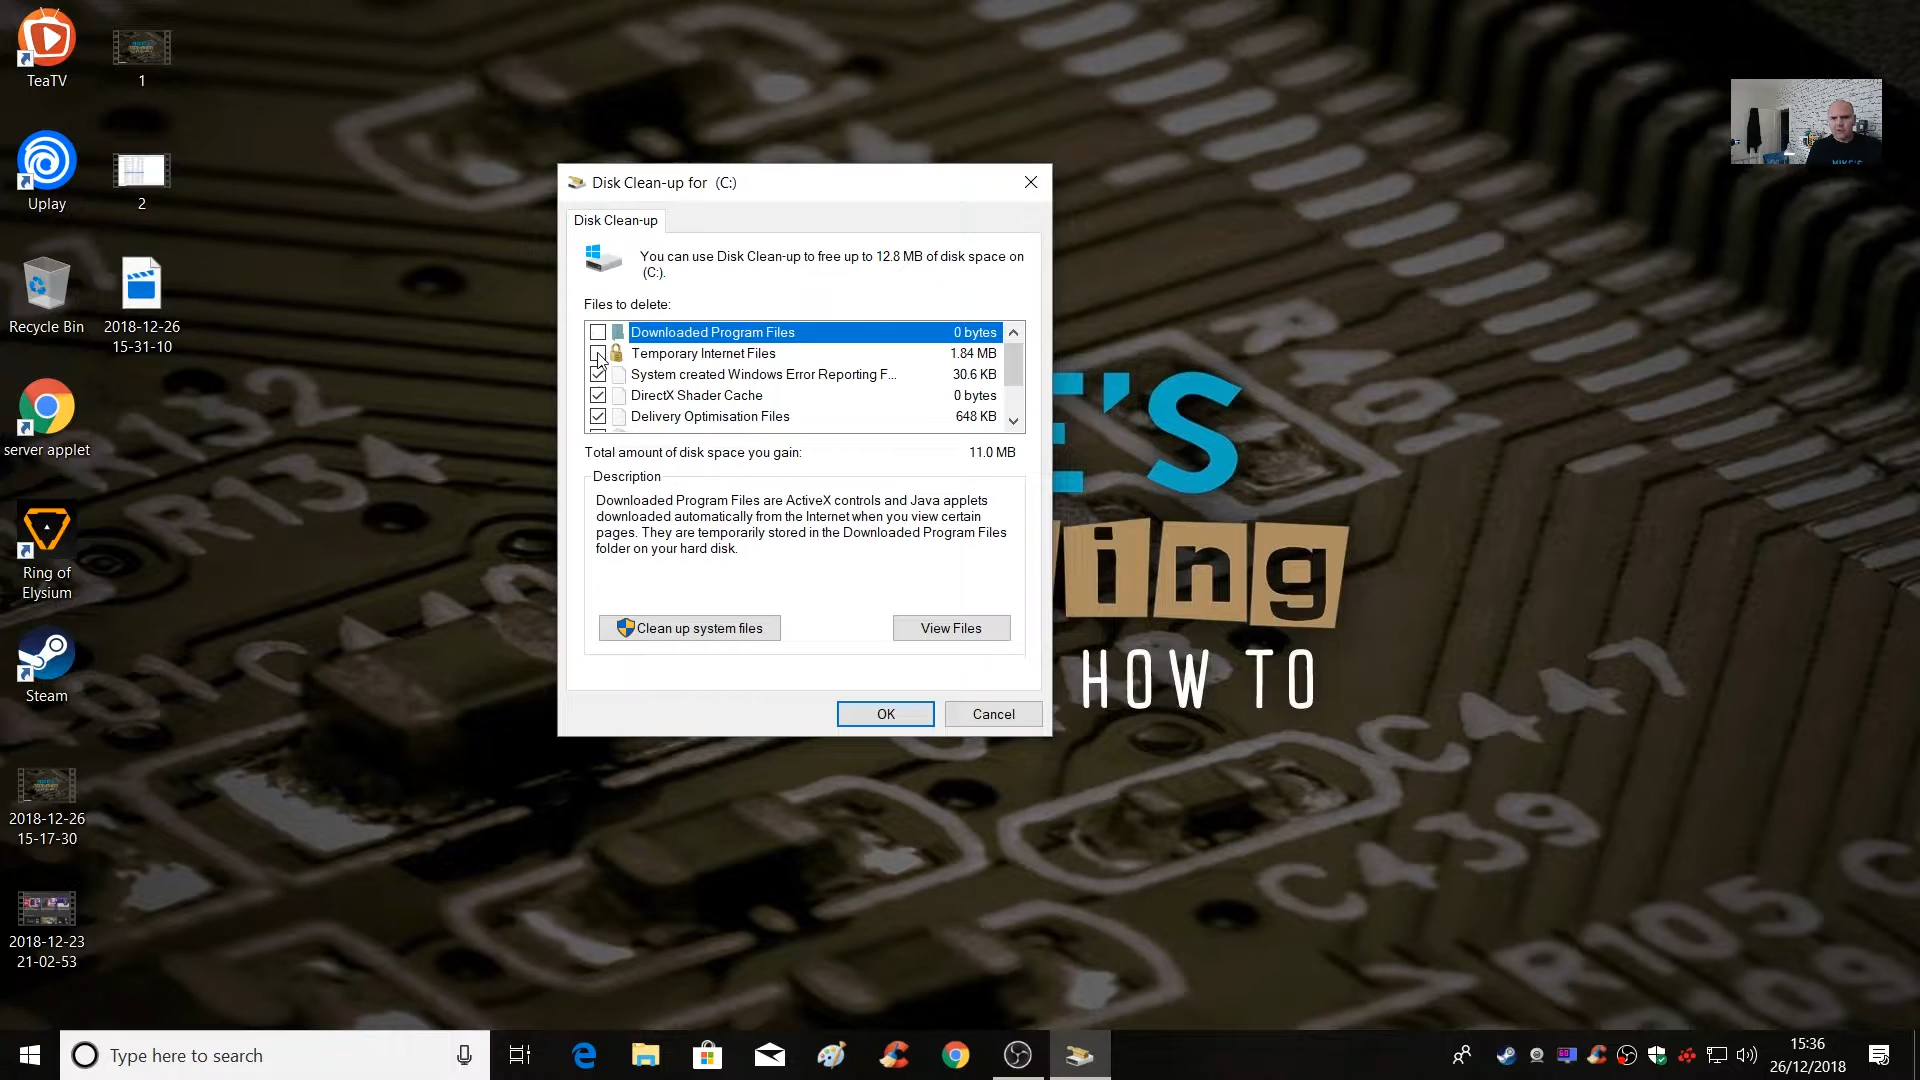 TeaTV
1
Uplay
2
Recycle Bin
2018-12-26
15-31-10
server applet
Ring of
Elysium
Steam
2018-12-26
15-17-30
2018-12-23
21-02-53
Disk Clean-up for (C:)
Disk Clean-up
You can use Disk Clean-up to free up to 12.8 MB of disk space on
(C:).
Files to delete:
Downloaded Program Files 0 bytes
Temporary Internet Files 1.84 MB
System created Windows Error Reporting F... 30.6 KB
DirectX Shader Cache 0 bytes
Delivery Optimisation Files 648 KB
Total amount of disk space you gain: 11.0 MB
Description
Downloaded Program Files are ActiveX controls and Java applets
downloaded automatically from the Internet when you view certain
pages. They are temporarily stored in the Downloaded Program Files
folder on your hard disk.
Clean up system files
View Files
OK
Cancel
E'S
ing
HOW TO
MIKE'S
R134
C447
C439
R105
Type here to search
15:36
26/12/2018